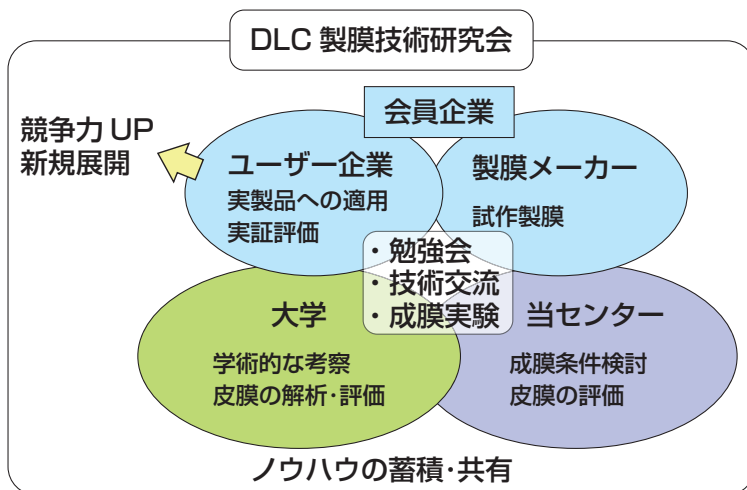 DLC 製膜技術研究会
会員企業
競争力 UP
新規展開
ユーザー企業
実製品への適用
実証評価
製膜メーカー
試作製膜
・勉強会
・技術交流
・成膜実験
大学
学術的な考察
皮膜の解析・評価
当センター
成膜条件検討
皮膜の評価
ノウハウの蓄積・共有